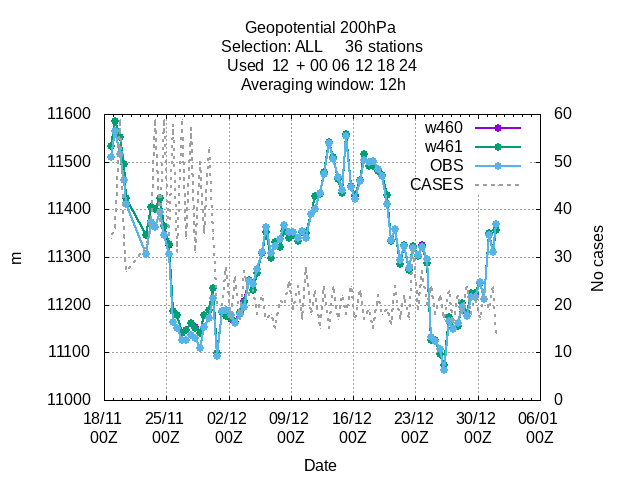 Geopotential 200hPa
Selection: ALL     36 stations
Used  12  + 00 06 12 18 24
Averaging window: 12h
w460
w461
OBS
CASES
m
11600
11500
11400
11300
11200
11100
11000
60
50
40
30
20
10
0
No cases
18/11 25/11 02/12 09/12 16/12 23/12 30/12 06/01
00Z 00Z 00Z 00Z 00Z 00Z 00Z 00Z
Date